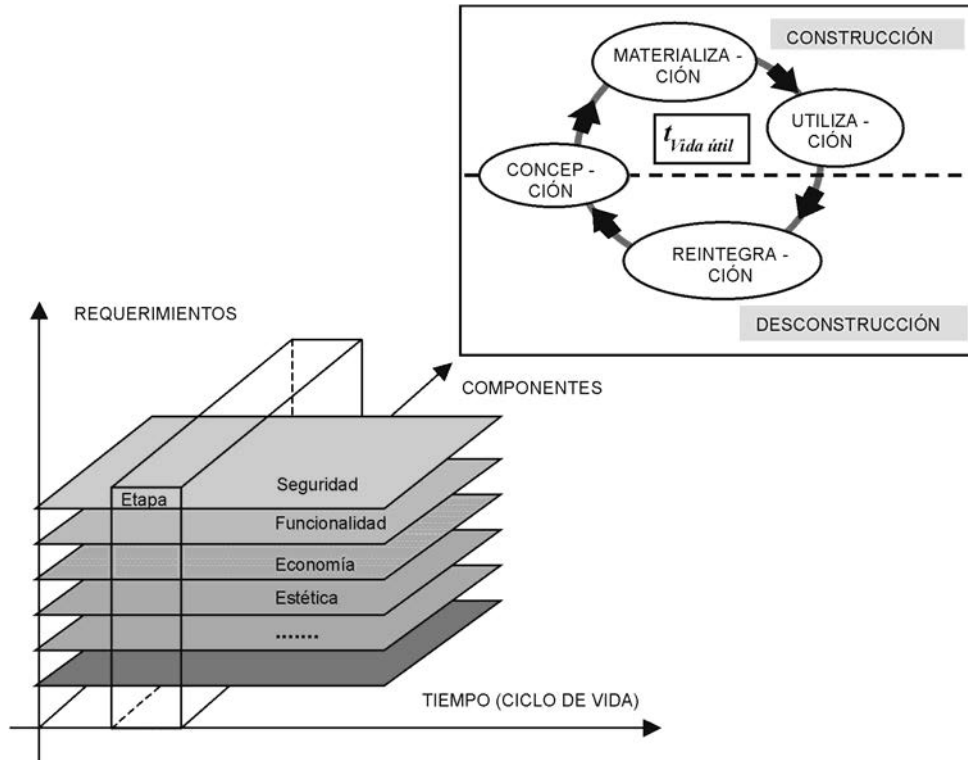 CONSTRUCCIÓN
MATERIALIZA -
CIÓN
UTILIZA -
CIÓN
t Vida útil
CONCEP -
CIÓN
REINTEGRA -
CIÓN
DESCONSTRUCCIÓN
REQUERIMIENTOS
COMPONENTES
Etapa
Seguridad
Funcionalidad
Economía
Estética
.......
TIEMPO (CICLO DE VIDA)